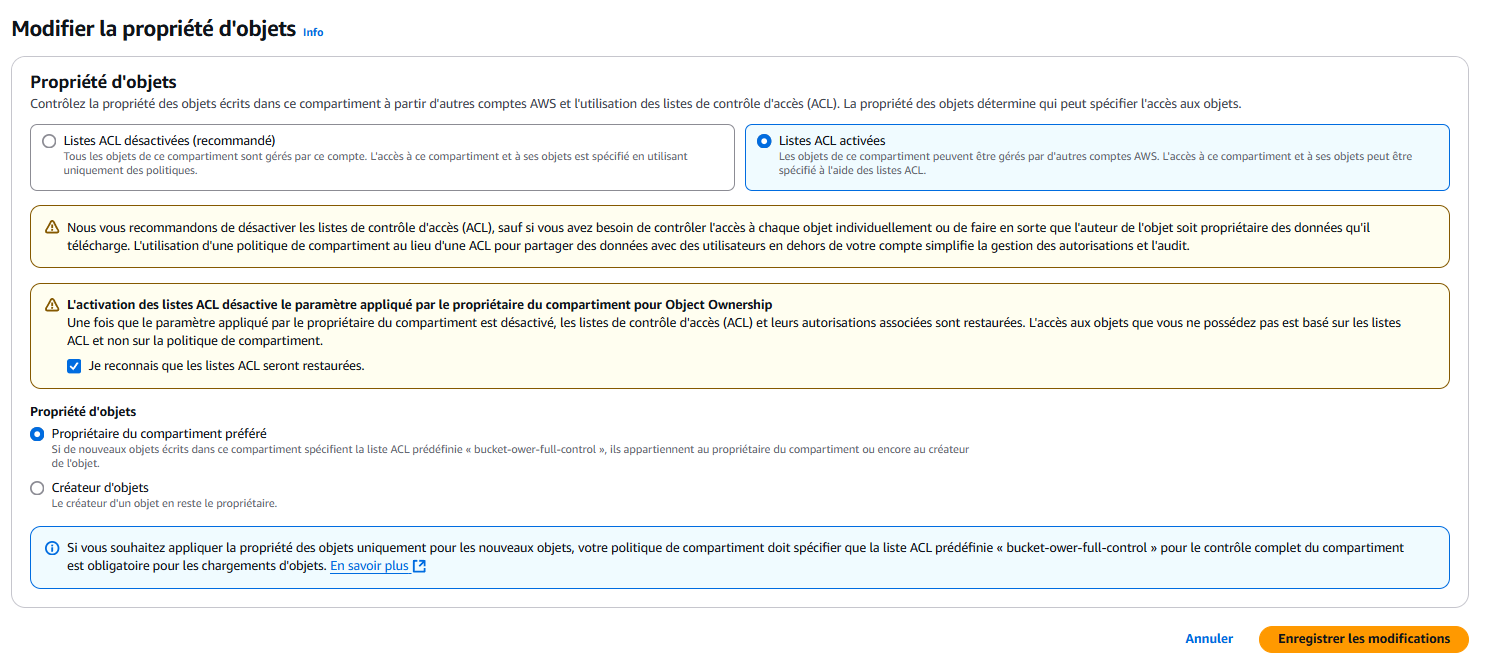 Modifier la propriété d'objets Info
Propriété d'objets
Contrôlez la propriété des objets écrits dans ce compartiment à partir d'autres comptes AWS et l'utilisation des listes de contrôle d'accès (ACL). La propriété des objets détermine qui peut spécifier l'accès aux objets.
Listes ACL désactivées (recommandé)
Tous les objets de ce compartiment sont gérés par ce compte. L'accès à ce compartiment et à ses objets est spécifié en utilisant
uniquement des politiques.
Listes ACL activées
Les objets de ce compartiment peuvent être gérés par d'autres comptes AWS. L'accès à ce compartiment et à ses objets peut être
spécifié à l'aide des listes ACL.
Nous vous recommandons de désactiver les listes de contrôle d'accès (ACL), sauf si vous avez besoin de contrôler l'accès à chaque objet individuellement ou de faire en sorte que l'auteur de l'objet soit propriétaire des données qu'il
télécharge. L'utilisation d'une politique de compartiment au lieu d'une ACL pour partager des données avec des utilisateurs en dehors de votre compte simplifie la gestion des autorisations et l'audit.
L'activation des listes ACL désactive le paramètre appliqué par le propriétaire du compartiment pour Object Ownership
Une fois que le paramètre appliqué par le propriétaire du compartiment est désactivé, les listes de contrôle d'accès (ACL) et leurs autorisations associées sont restaurées. L'accès aux objets que vous ne possédez pas est basé sur les listes
ACL et non sur la politique de compartiment.
Je reconnais que les listes ACL seront restaurées.
Propriété d'objets
Propriétaire du compartiment préféré
Si de nouveaux objets écrits dans ce compartiment spécifient la liste ACL prédéfinie « bucket-ower-full-control », ils appartiennent au propriétaire du compartiment ou encore au créateur
de l'objet.
Créateur d'objets
Le créateur d'un objet en reste le propriétaire.
Si vous souhaitez appliquer la propriété des objets uniquement pour les nouveaux objets, votre politique de compartiment doit spécifier que la liste ACL prédéfinie « bucket-ower-full-control » pour le contrôle complet du compartiment
est obligatoire pour les chargements d'objets. En savoir plus
Annuler
Enregistrer les modifications